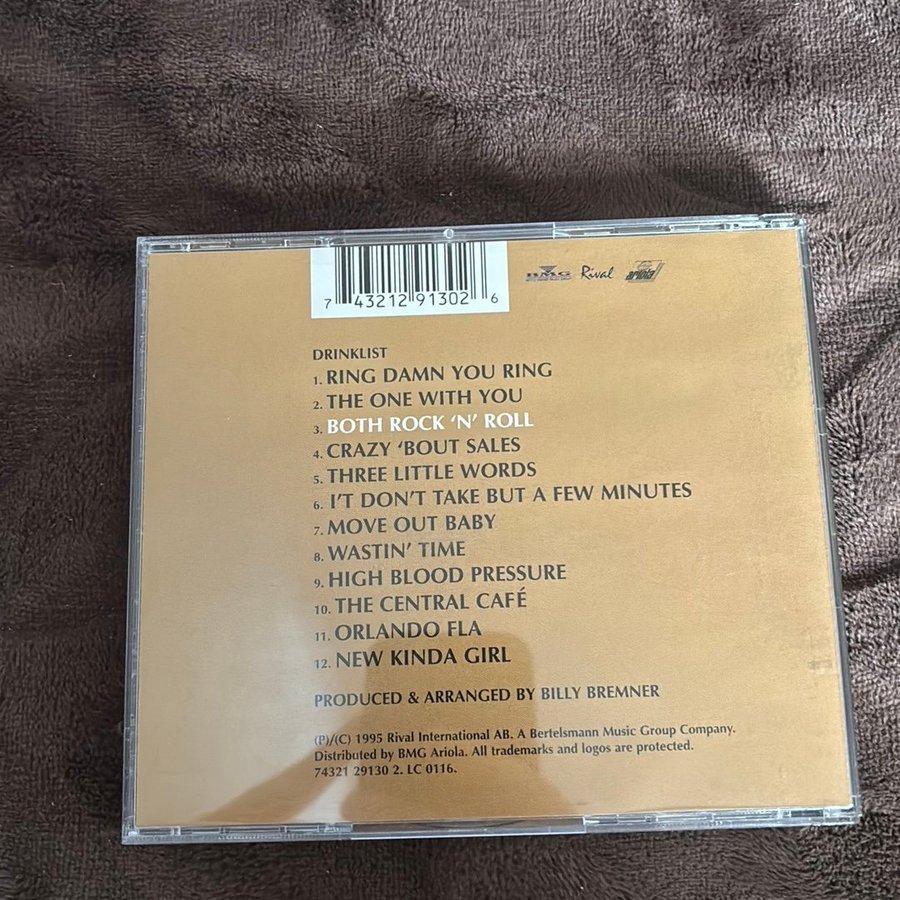 7 43212 91302 6
BMG Rival ariola
DRINKLIST
1. RING DAMN YOU RING
2. THE ONE WITH YOU
3. BOTH ROCK ‘N’ ROLL
4. CRAZY ‘BOUT SALES
5. THREE LITTLE WORDS
6. I’T DON’T TAKE BUT A FEW MINUTES
7. MOVE OUT BABY
8. WASTIN’ TIME
9. HIGH BLOOD PRESSURE
10. THE CENTRAL CAFÉ
11. ORLANDO FLA
12. NEW KINDA GIRL
PRODUCED & ARRANGED BY BILLY BREMNER
(P)/(C) 1995 Rival International AB. A Bertelsmann Music Group Company.
Distributed by BMG Ariola. All trademarks and logos are protected.
74321 29130 2. LC 0116.